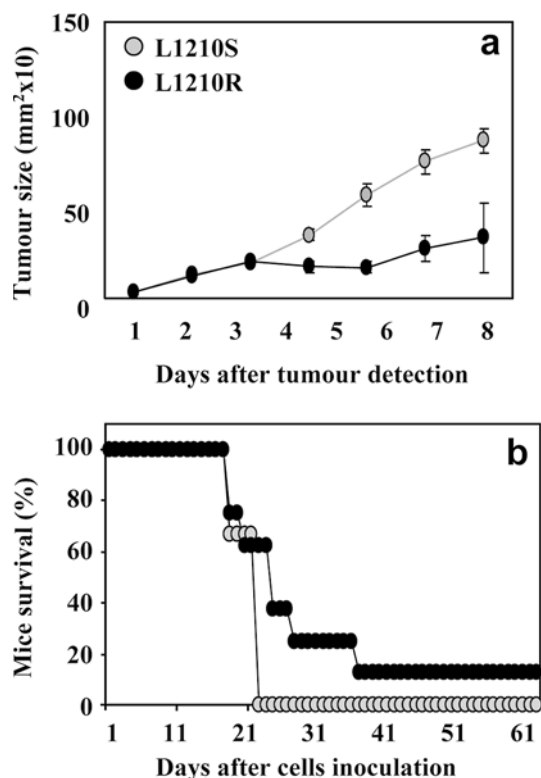 a
L1210S
L1210R
Tumour size (mm²x10)
150
100
50
0
1 2 3 4 5 6 7 8
Days after tumour detection
b
Mice survival (%)
100
80
60
40
20
0
1 11 21 31 41 51 61
Days after cells inoculation